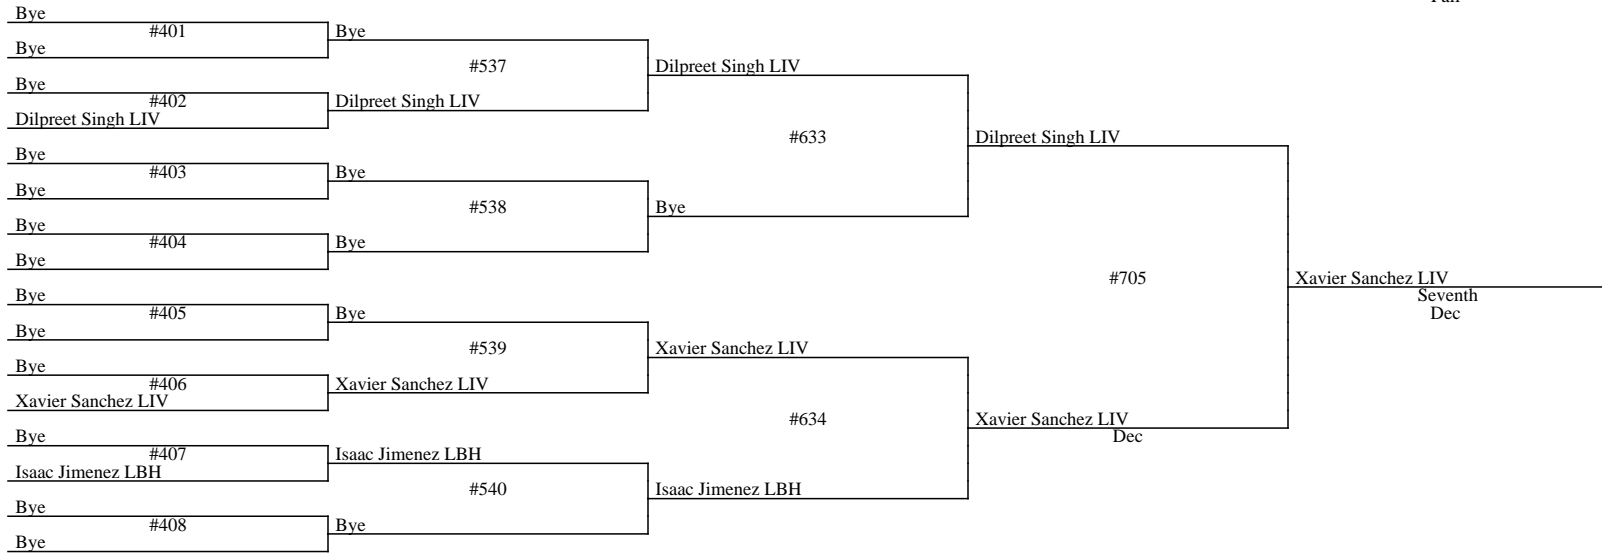 Bye
#401
Bye
Bye
#402
Dilpreet Singh LIV
Bye
#403
Bye
Bye
#404
Bye
Bye
#405
Bye
Bye
#406
Xavier Sanchez LIV
Bye
#407
Isaac Jimenez LBH
Bye
#408
Bye
Bye
#537
Dilpreet Singh LIV
Bye
#538
Bye
Bye
#539
Xavier Sanchez LIV
Isaac Jimenez LBH
#540
Bye
Dilpreet Singh LIV
#633
Bye
Xavier Sanchez LIV
#634
Isaac Jimenez LBH
Dilpreet Singh LIV
#705
Xavier Sanchez LIV
Dec
Xavier Sanchez LIV
Seventh
Dec